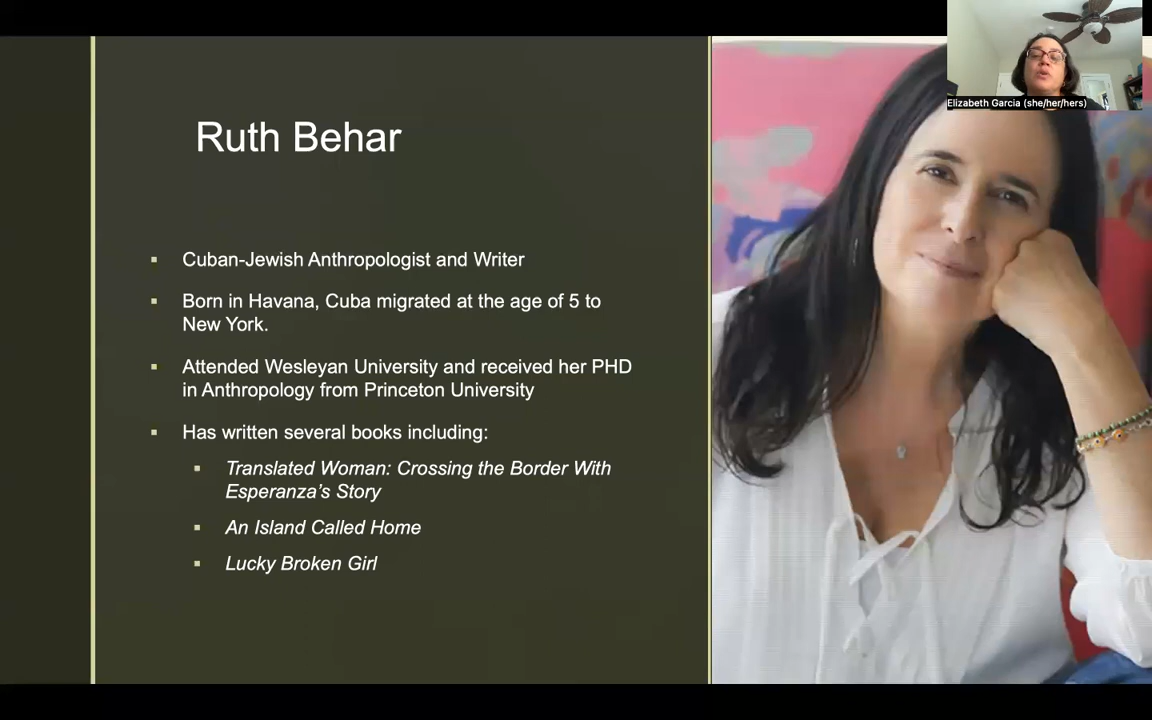 Elizabeth Garcia (she/her/hers)
Ruth Behar
▪ Cuban-Jewish Anthropologist and Writer
▪ Born in Havana, Cuba migrated at the age of 5 to
New York.
▪ Attended Wesleyan University and received her PHD
in Anthropology from Princeton University
▪ Has written several books including:
▪ Translated Woman: Crossing the Border With
Esperanza’s Story
▪ An Island Called Home
▪ Lucky Broken Girl